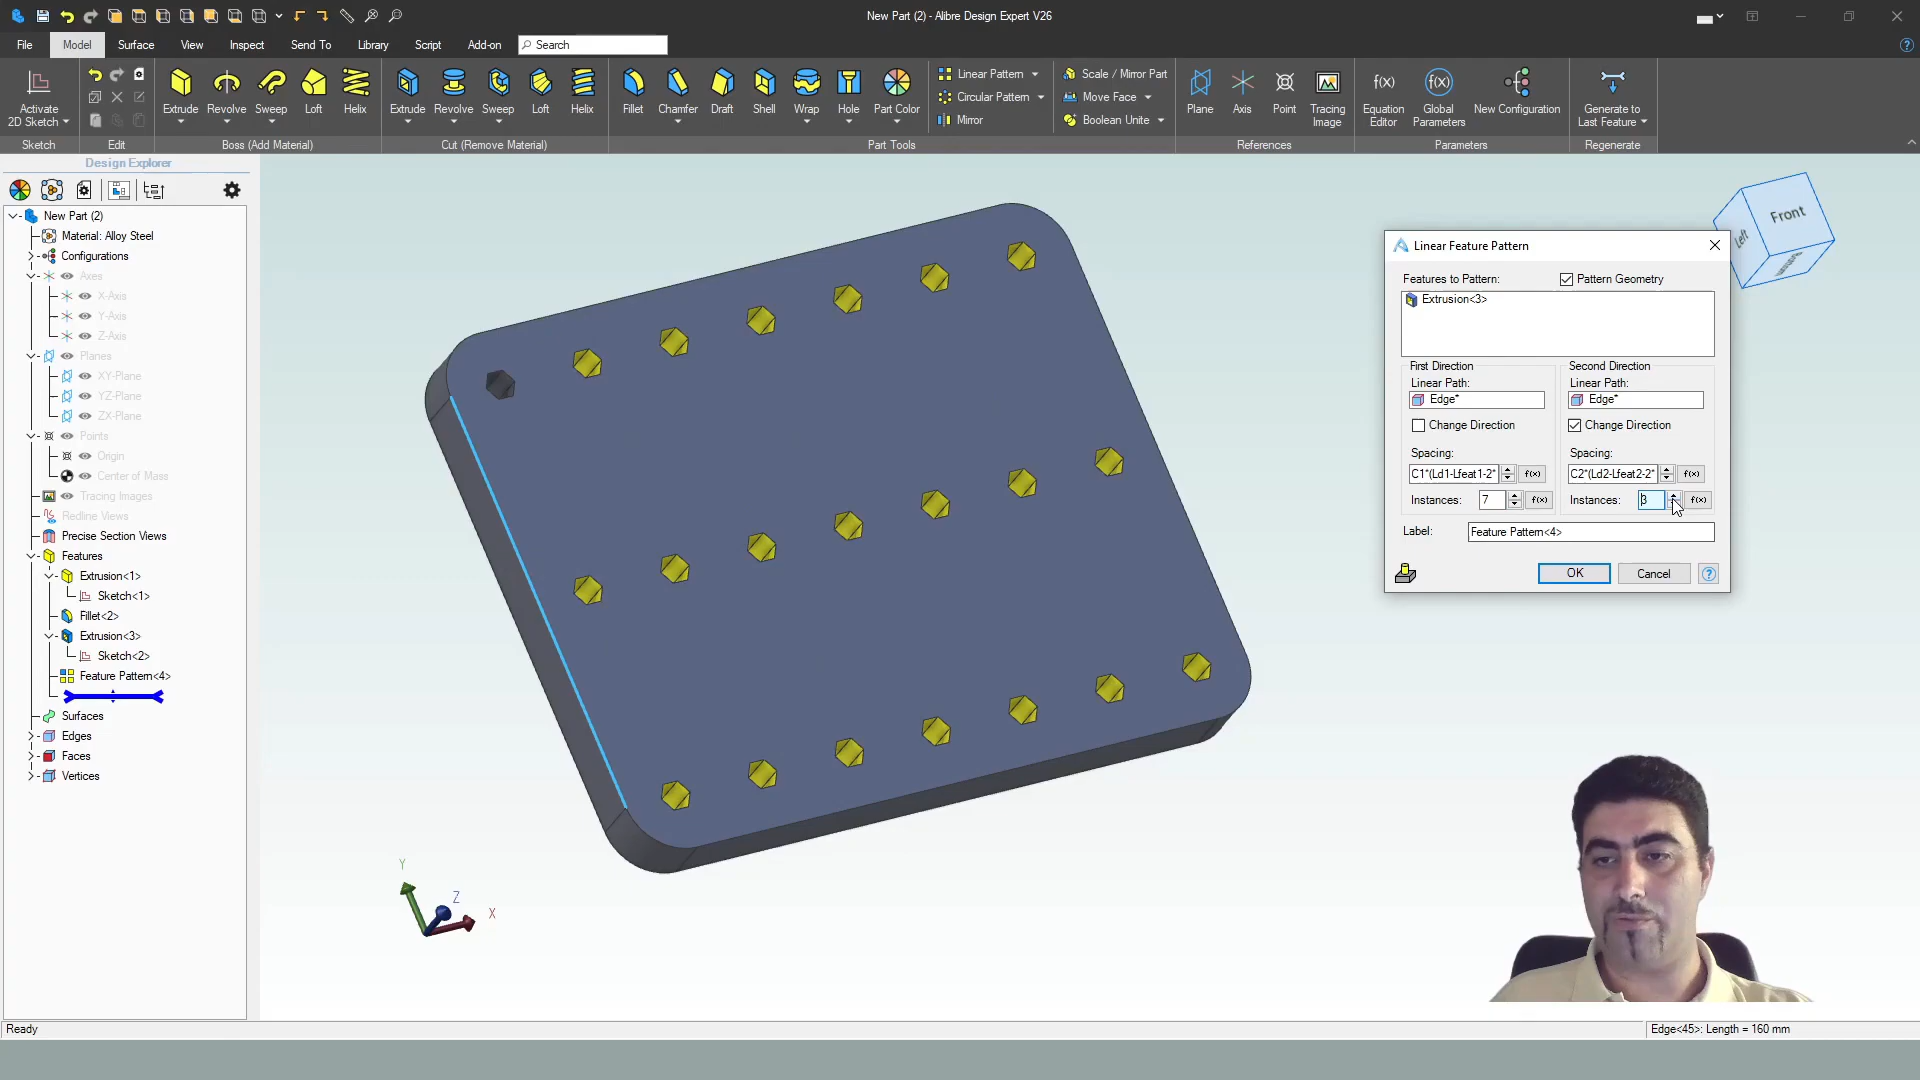 New Part (2) - Alibre Design Expert V26
File Model Surface View Inspect Send To Library Script Add-on Search
Activate
2D Sketch
Extrude Revolve Sweep Loft Helix
Extrude Revolve Sweep Loft Helix
Fillet Chamfer Draft Shell Wrap Hole Part Color
Linear Pattern
Circular Pattern
Mirror
Scale / Mirror Part
Move Face
Boolean Unite
Plane Axis Point Tracing
Image
f(x) Equation
Editor
f(x) Global
Parameters
New Configuration
Generate to
Last Feature
Sketch Edit Boss (Add Material) Cut (Remove Material) Part Tools References Parameters Regenerate
Design Explorer
New Part (2)
Material: Alloy Steel
Configurations
Axes
X-Axis
Y-Axis
Z-Axis
Planes
XY-Plane
YZ-Plane
ZX-Plane
Points
Origin
Center of Mass
Tracing Images
Redline Views
Precise Section Views
Features
Extrusion<1>
Sketch<1>
Fillet<2>
Extrusion<3>
Sketch<2>
Feature Pattern<4>
Surfaces
Edges
Faces
Vertices
Y
Z
X
Front
Left
Linear Feature Pattern
Features to Pattern: Pattern Geometry
Extrusion<3>
First Direction Second Direction
Linear Path: Linear Path:
Edge* Edge*
Change Direction Change Direction
Spacing: Spacing:
C1*(Ld1-Lfeat1-2* f(x) C2*(Ld2-Lfeat2-2* f(x)
Instances: 7 f(x) Instances: 3 f(x)
Label: Feature Pattern<4>
OK Cancel
Ready
Edge<45>: Length = 160 mm